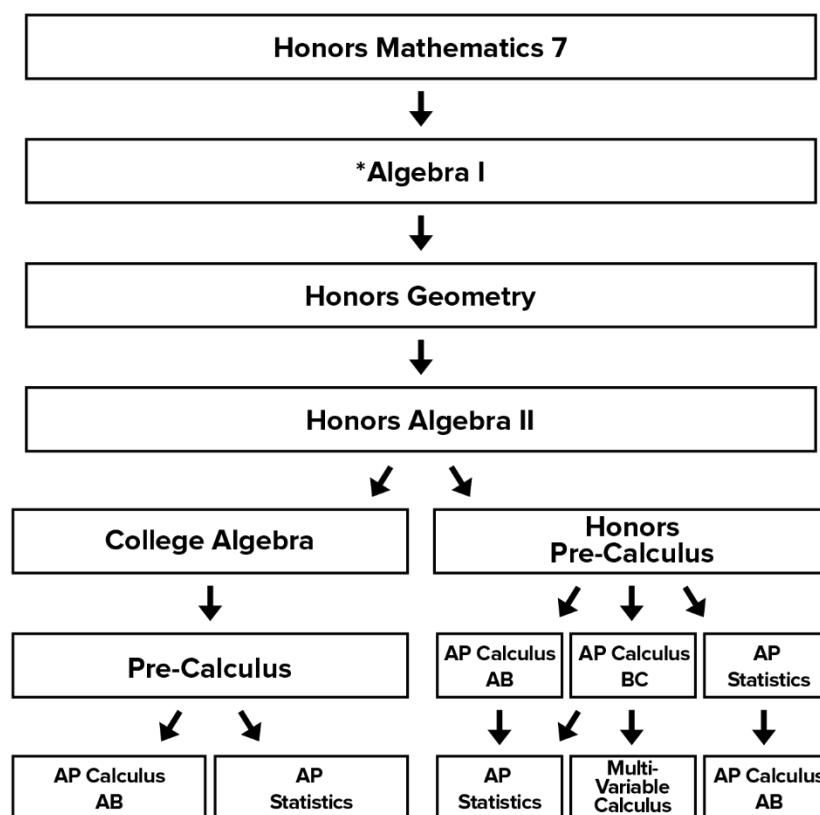 Honors Mathematics 7
*Algebra I
Honors Geometry
Honors Algebra II
College Algebra
Honors
Pre-Calculus
Pre-Calculus
AP Calculus
AB
AP Calculus
BC
AP
Statistics
AP Calculus
AB
AP
Statistics
AP
Statistics
Multi-
Variable
Calculus
AP Calculus
AB